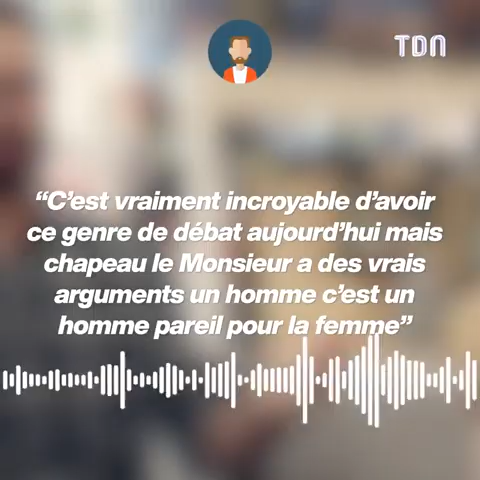 TDN
“C’est vraiment incroyable d’avoir
ce genre de débat aujourd’hui mais
chapeau le Monsieur a des vrais
arguments un homme c’est un
homme pareil pour la femme”